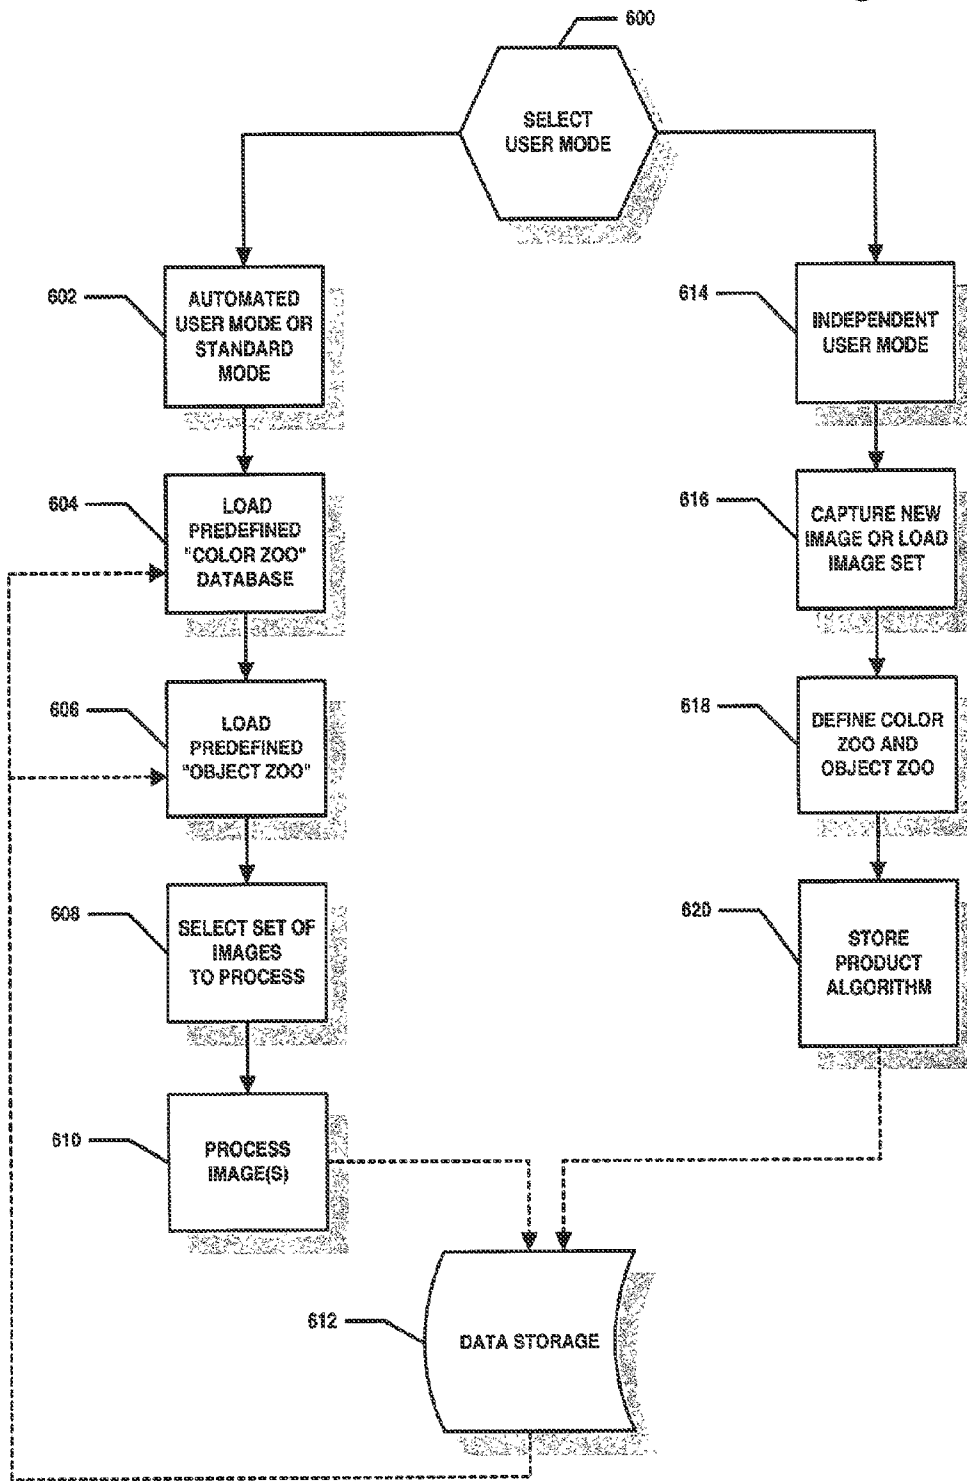 600
SELECT
USER MODE
602
AUTOMATED
USER MODE OR
STANDARD
MODE
614
INDEPENDENT
USER MODE
604
LOAD
PREDEFINED
"COLOR ZOO"
DATABASE
616
CAPTURE NEW
IMAGE OR LOAD
IMAGE SET
606
LOAD
PREDEFINED
"OBJECT ZOO"
618
DEFINE COLOR
ZOO AND
OBJECT ZOO
608
SELECT SET OF
IMAGES
TO PROCESS
620
STORE
PRODUCT
ALGORITHM
610
PROCESS
IMAGE(S)
612
DATA STORAGE